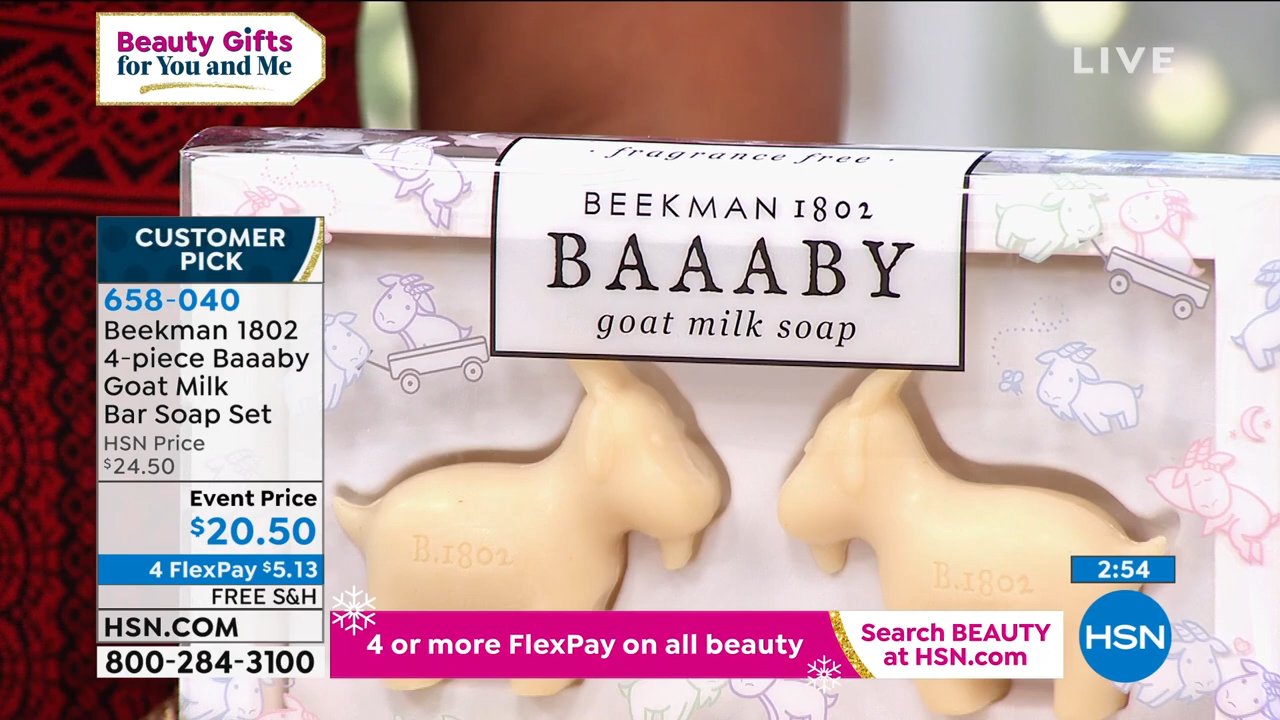 Beauty Gifts
for You and Me
LIVE
· fragrance free ·
BEEKMAN 1802
BAAABY
goat milk soap
CUSTOMER
PICK
658-040
Beekman 1802
4-piece Baaaby
Goat Milk
Bar Soap Set
HSN Price
$24.50
Event Price
$20.50
4 FlexPay $5.13
FREE S&H
HSN.COM
800-284-3100
B.1802
B.1802
2:54
4 or more FlexPay on all beauty
Search BEAUTY
at HSN.com
HSN